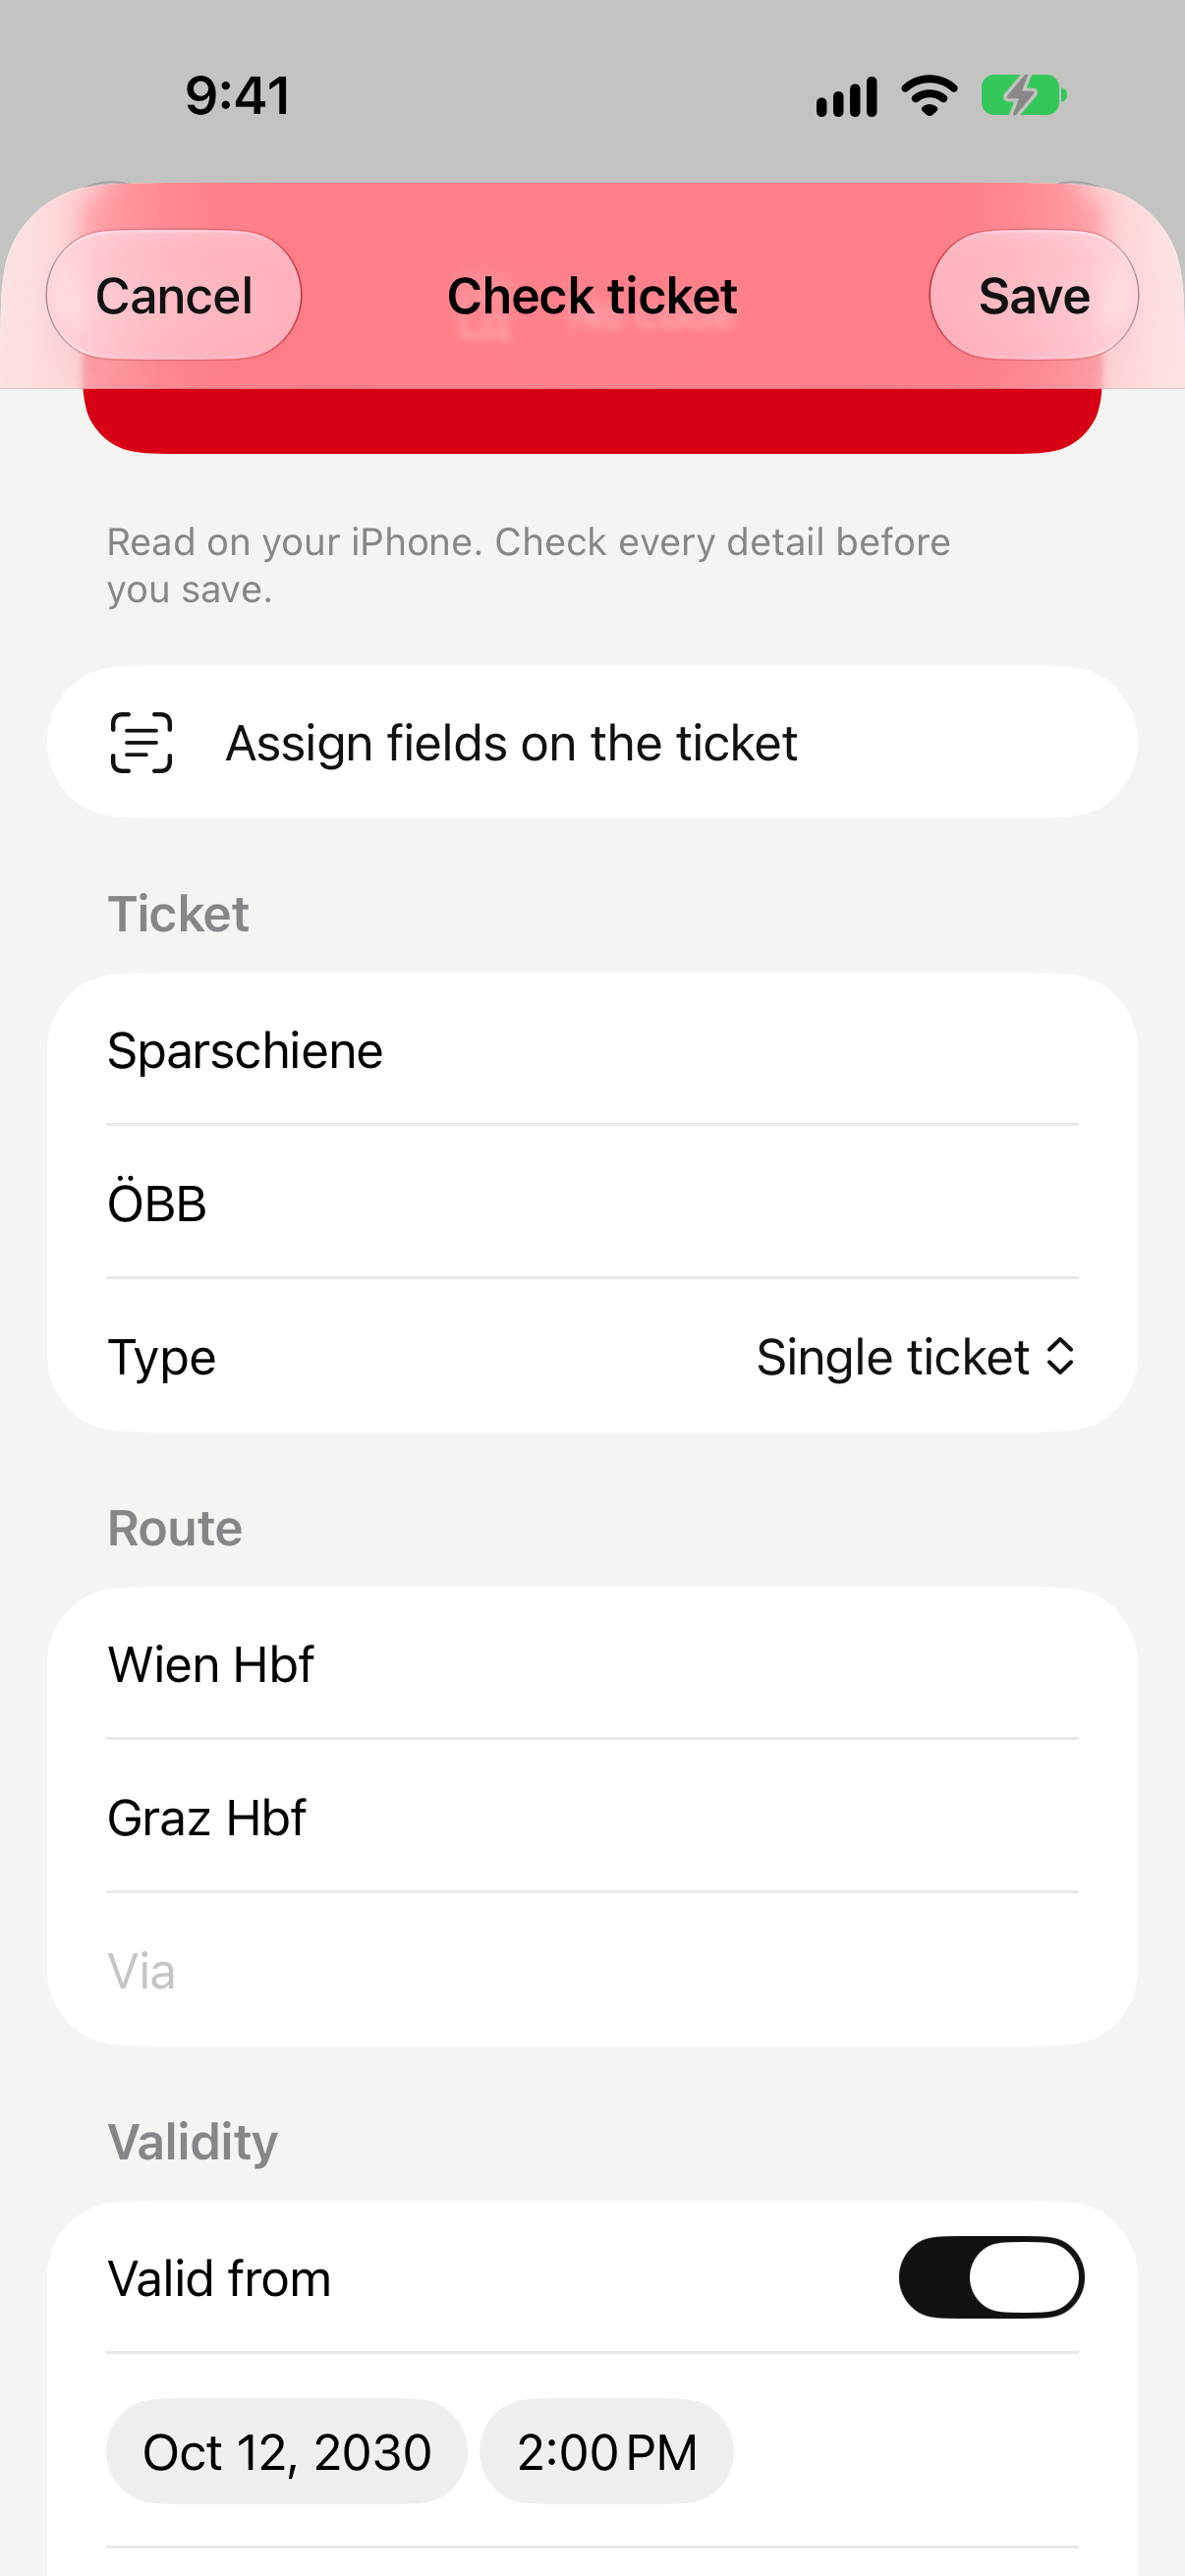 9:41
Cancel
Check ticket
Save
Read on your iPhone. Check every detail before
you save.
Assign fields on the ticket
Ticket
Sparschiene
ÖBB
Type
Single ticket
Route
Wien Hbf
Graz Hbf
Via
Validity
Valid from
Oct 12, 2030
2:00 PM